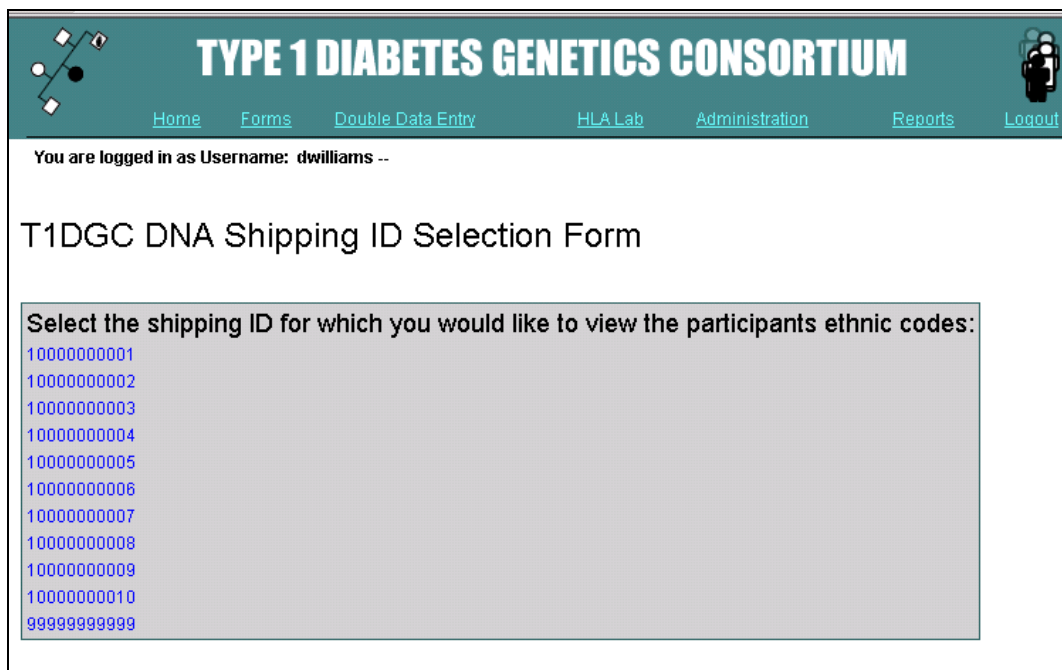 TYPE 1 DIABETES GENETICS CONSORTIUM
Home Forms Double Data Entry HLA Lab Administration Reports Logout
You are logged in as Username: dwilliams --
T1DGC DNA Shipping ID Selection Form
Select the shipping ID for which you would like to view the participants ethnic codes:
10000000001
10000000002
10000000003
10000000004
10000000005
10000000006
10000000007
10000000008
10000000009
10000000010
99999999999